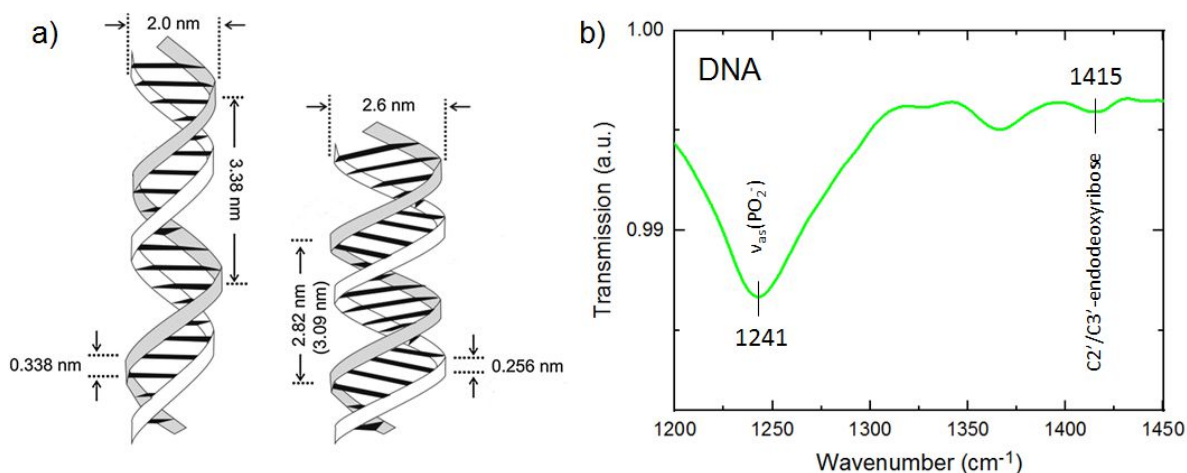 a)
2.0 nm
3.38 nm
0.338 nm
2.6 nm
2.82 nm
(3.09 nm)
0.256 nm
b)
1.00
0.99
0.98
Transmission (a.u.)
DNA
νas(PO2-)
1241
1415
C2'/C3'-endodeoxyribose
1200 1250 1300 1350 1400 1450
Wavenumber (cm-1)